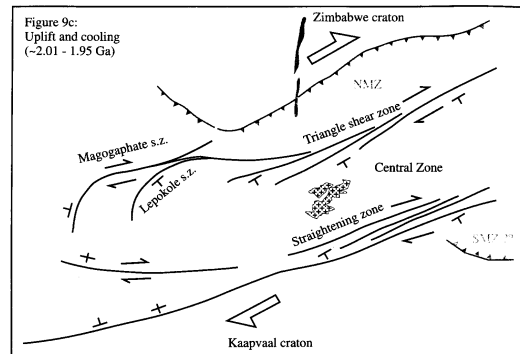 Figure 9c:
Uplift and cooling
(~2.01 - 1.95 Ga)
Zimbabwe craton
NMZ
Triangle shear zone
Magogaphate s.z.
Lepokole s.z.
Central Zone
Straightening zone
SMZ ??
Kaapvaal craton